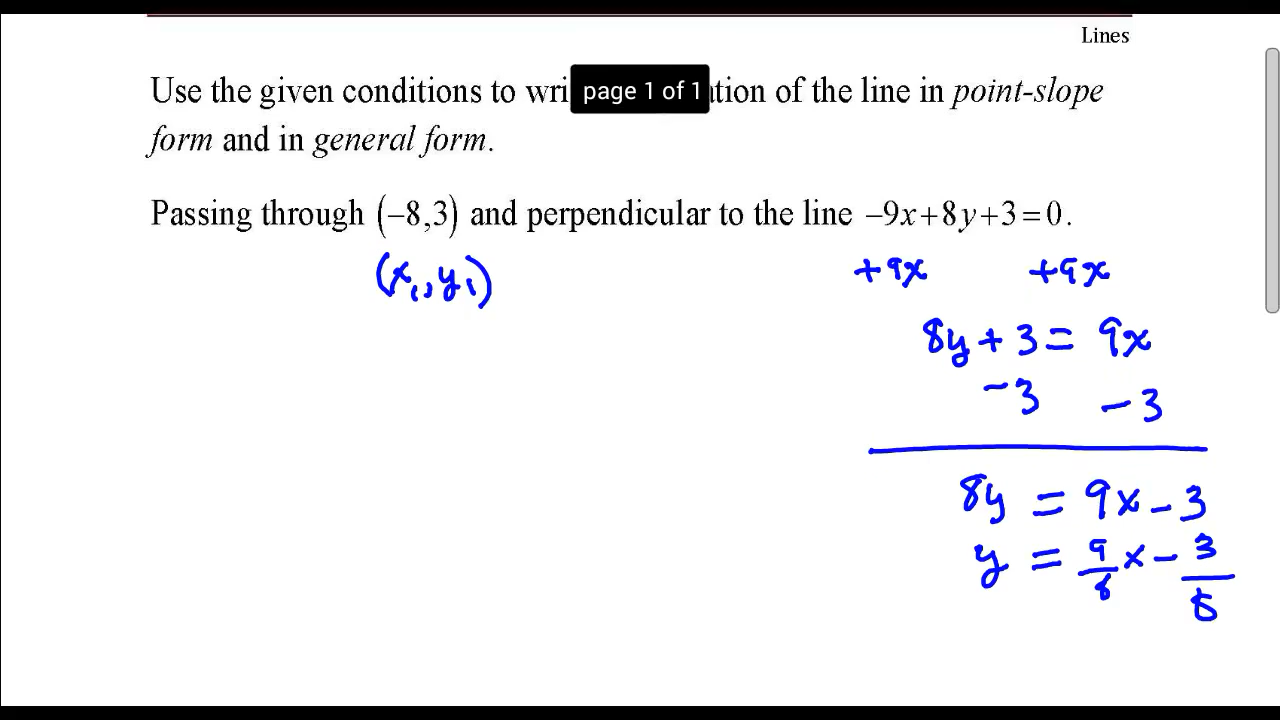 Lines
Use the given conditions to wri page 1 of 1 tion of the line in point-slope
form and in general form.
Passing through (−8,3) and perpendicular to the line −9x+8y+3=0.
(x₁, y₁)
+9x +9x
8y + 3 = 9x
-3 -3
8y = 9x - 3
y = 9/8 x - 3/8